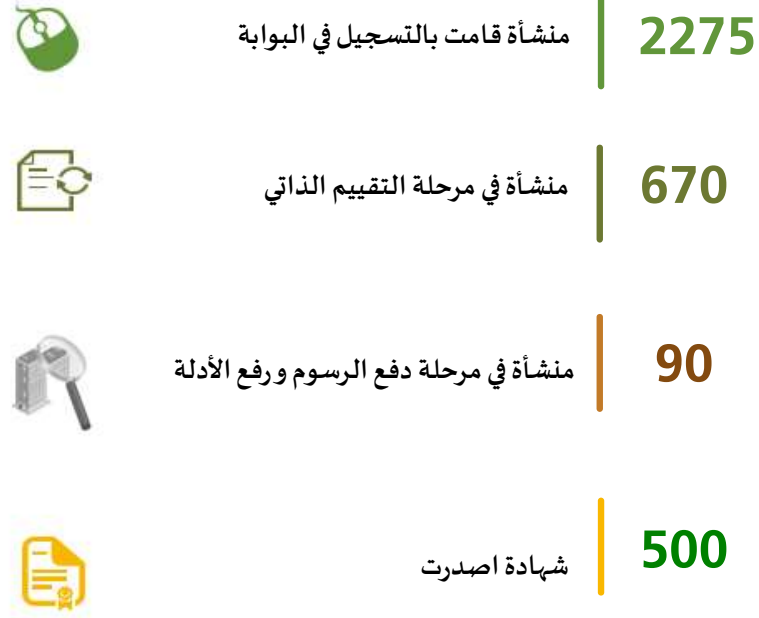 2275
منشأة قامت بالتسجيل في البوابة
670
منشأة في مرحلة التقييم الذاتي
90
منشأة في مرحلة دفع الرسوم ورفع الأدلة
500
شهادة اصدرت